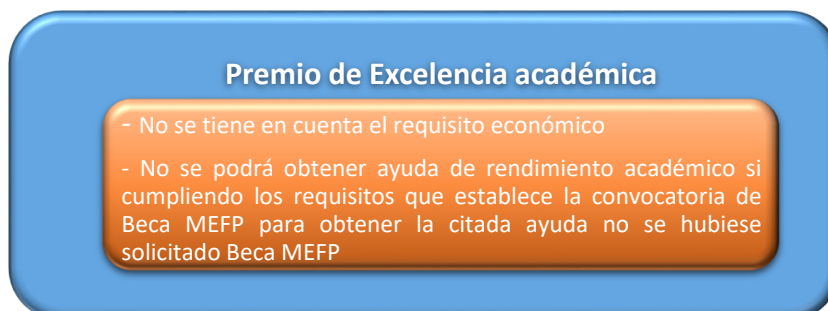 Premio de Excelencia académica
- No se tiene en cuenta el requisito económico
- No se podrá obtener ayuda de rendimiento académico si
cumpliendo los requisitos que establece la convocatoria de
Beca MEFP para obtener la citada ayuda no se hubiese
solicitado Beca MEFP